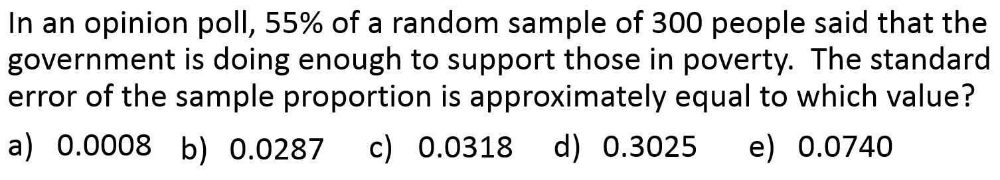 In an opinion poll, 55% of a random sample of 300 people said that the
government is doing enough to support those in poverty.  The standard
error of the sample proportion is approximately equal to which value?
a) 0.0008 b) 0.0287 c) 0.0318 d) 0.3025 e) 0.0740